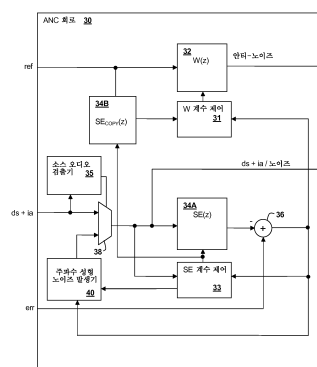 ANC 회로 30
32
W(z)
안티-노이즈
ref
34B
SE_COPY(z)
W 계수 제어
31
소스 오디오
검출기
35
ds + ia / 노이즈
34A
SE(z)
36
ds + ia
-
+
38
주파수 성형
노이즈 발생기
40
SE 계수 제어
33
err